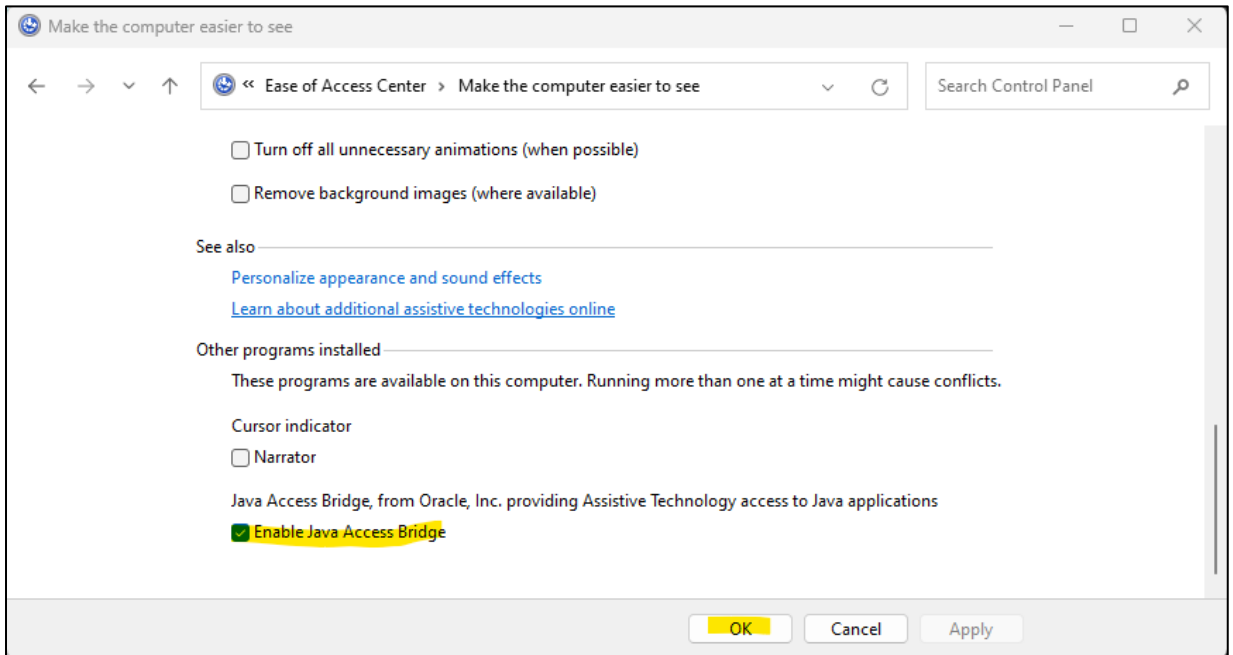 Make the computer easier to see
« Ease of Access Center > Make the computer easier to see
Search Control Panel
Turn off all unnecessary animations (when possible)
Remove background images (where available)
See also
Personalize appearance and sound effects
Learn about additional assistive technologies online
Other programs installed
These programs are available on this computer. Running more than one at a time might cause conflicts.
Cursor indicator
Narrator
Java Access Bridge, from Oracle, Inc. providing Assistive Technology access to Java applications
Enable Java Access Bridge
OK Cancel Apply